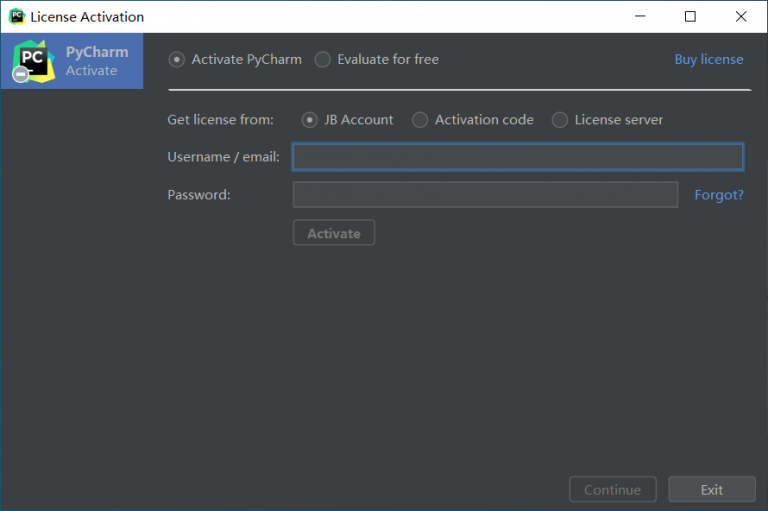 License Activation
PC
PyCharm
Activate
Activate PyCharm Evaluate for free Buy license
Get license from: JB Account Activation code License server
Username / email:
Password: Forgot?
Activate
Continue Exit